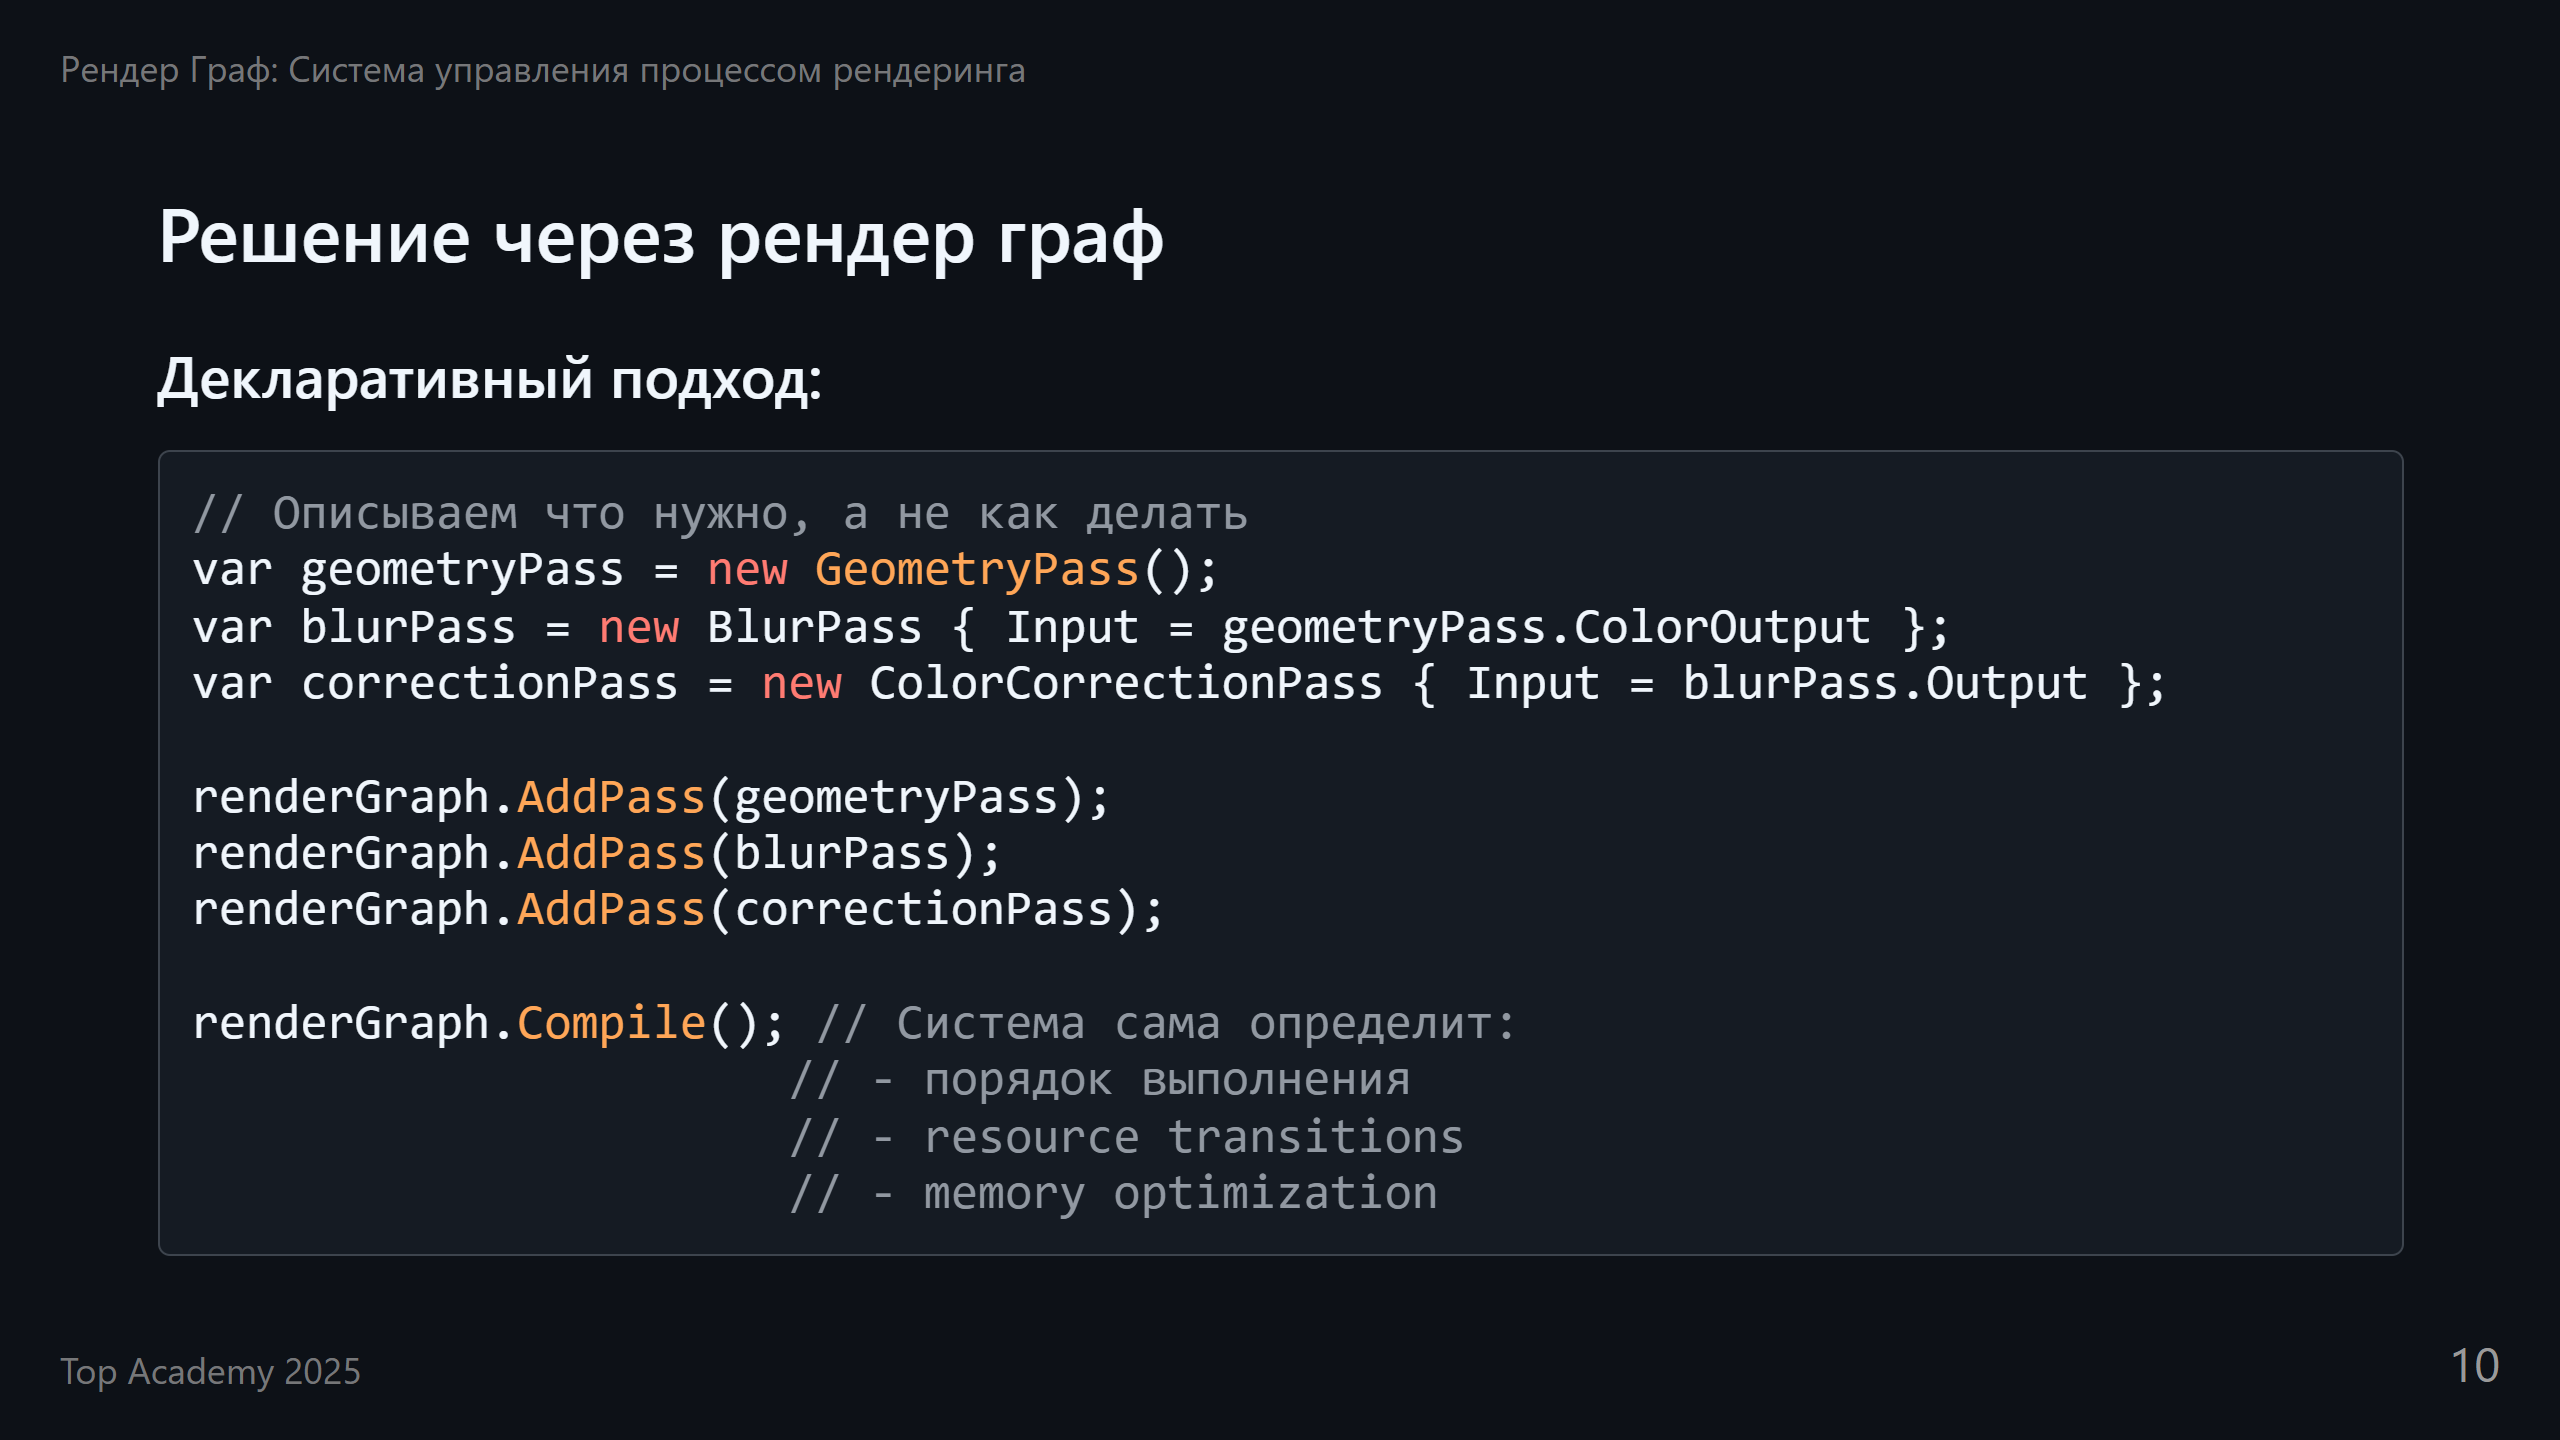 Рендер Граф: Система управления процессом рендеринга
Решение через рендер граф
Декларативный подход:
// Описываем что нужно, а не как делать
var geometryPass = new GeometryPass();
var blurPass = new BlurPass { Input = geometryPass.ColorOutput };
var correctionPass = new ColorCorrectionPass { Input = blurPass.Output };
renderGraph.AddPass(geometryPass);
renderGraph.AddPass(blurPass);
renderGraph.AddPass(correctionPass);
renderGraph.Compile(); // Система сама определит:
// - порядок выполнения
// - resource transitions
// - memory optimization
Top Academy 2025
10